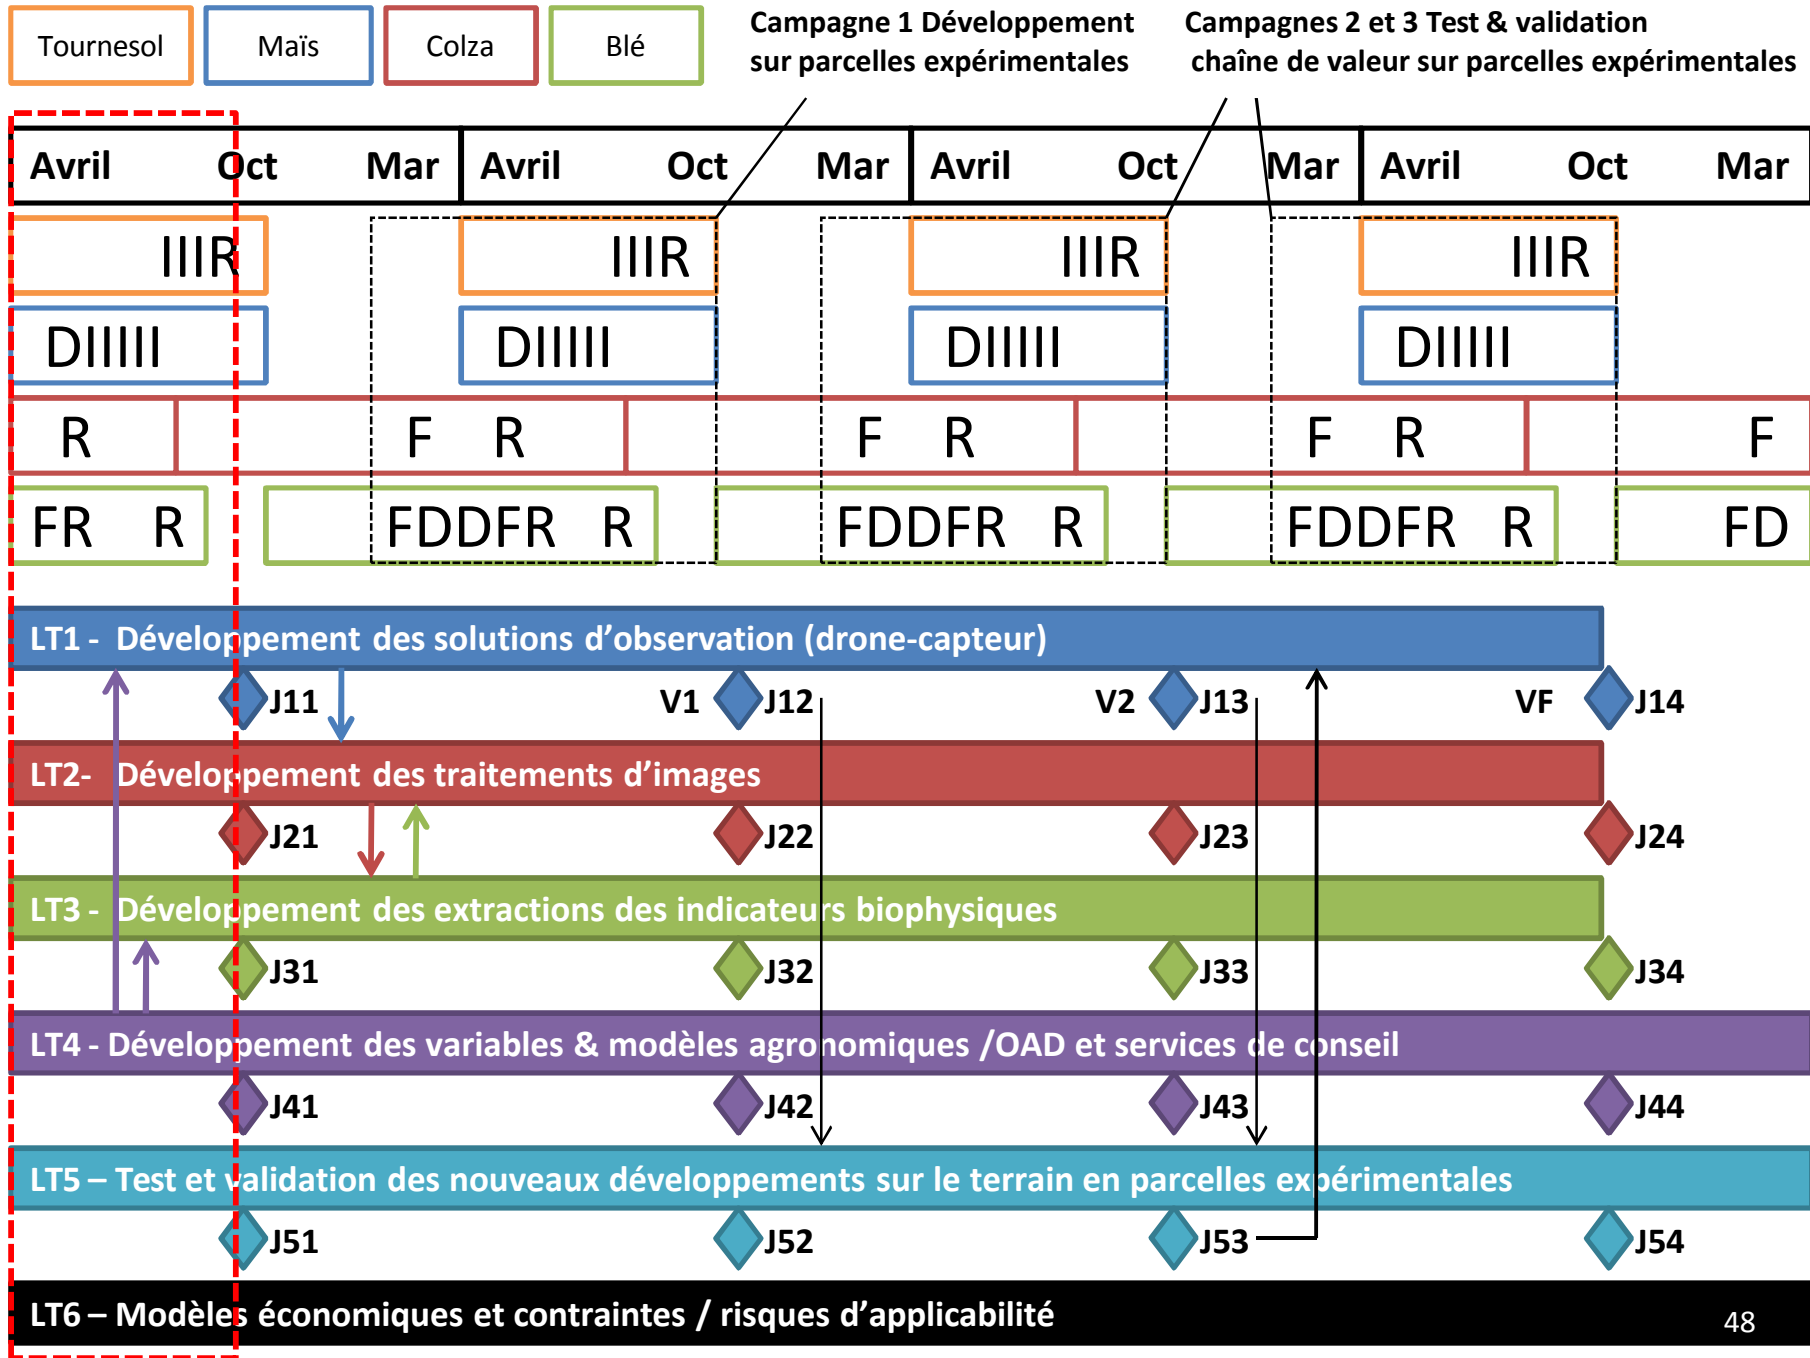 Tournesol Maïs Colza Blé
Campagne 1 Développement
sur parcelles expérimentales
Campagnes 2 et 3 Test & validation
chaîne de valeur sur parcelles expérimentales
Avril Oct Mar Avril Oct Mar Avril Oct Mar Avril Oct Mar
IIIR IIIR IIIR IIIR
DIIIII DIIIII DIIIII DIIIII
R F R F R F R F
FR R FDDFR R FDDFR R FDDFR R FD
LT1 - Développement des solutions d’observation (drone-capteur)
J11 V1 J12 V2 J13 VF J14
LT2- Développement des traitements d’images
J21 J22 J23 J24
LT3 - Développement des extractions des indicateurs biophysiques
J31 J32 J33 J34
LT4 - Développement des variables & modèles agronomiques /OAD et services de conseil
J41 J42 J43 J44
LT5 – Test et validation des nouveaux développements sur le terrain en parcelles expérimentales
J51 J52 J53 J54
LT6 – Modèles économiques et contraintes / risques d’applicabilité
48